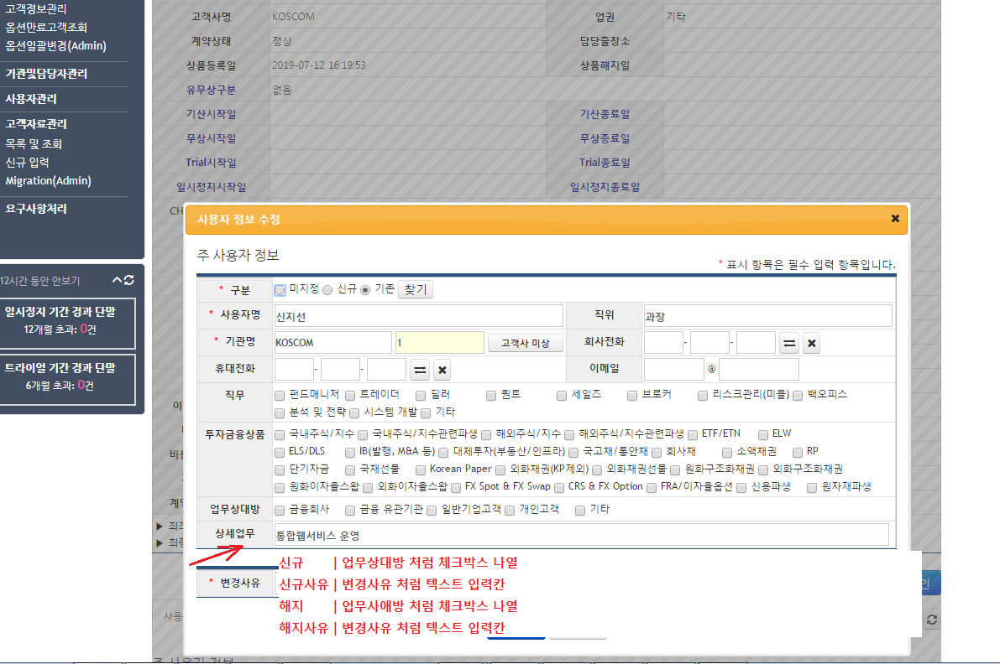 고객정보관리
옵션만료고객조회
옵션일괄변경(Admin)
기관및담당자관리
사용자관리
고객자료관리
목록 및 조회
신규 입력
Migration(Admin)
요구사항처리
12시간 동안 안보기
일시정지 기간 경과 단말
12개월 초과: 0건
트라이얼 기간 경과 단말
6개월 초과: 0건
고객사명 KOSCOM 업권 기타
계약상태 정상 담당출장소
상품등록일 2019-07-12 16:19:53 상품해지일
유무상구분 없음
기산시작일 기산종료일
무상시작일 무상종료일
Trial시작일 Trial종료일
일시정지시작일 일시정지종료일
CH
사용자 정보 수정
주 사용자 정보
* 표시 항목은 필수 입력 항목입니다.
* 구분 미지정 신규 기존 찾기
* 사용자명 신지선 직위 과장
* 기관명 KOSCOM 1 고객사 미상 회사전화 - -
휴대전화 - - 이메일 @
직무 펀드매니저 트레이더 딜러 퀀트 세일즈 브로커 리스크관리(미들) 백오피스
분석 및 전략 시스템 개발 기타
투자금융상품 국내주식/지수 국내주식/지수관련파생 해외주식/지수 해외주식/지수관련파생 ETF/ETN ELW
ELS/DLS IB(발행, M&A 등) 대체투자(부동산/인프라) 국고채/통안채 회사채 소액채권 RP
단기자금 국채선물 Korean Paper 외화채권(KP제외) 외화채권선물 원화구조화채권 외화구조화채권
원화이자율스왑 외화이자율스왑 FX Spot & FX Swap CRS & FX Option FRA/이자율옵션 신용파생 원자재파생
업무상대방 금융회사 금융 유관기관 일반기업고객 개인고객 기타
상세업무 통합웹서비스 운영
신규 | 업무상대방 처럼 체크박스 나열
* 변경사유
신규사유 | 변경사유 처럼 텍스트 입력칸
해지 | 업무사애방 처럼 체크박스 나열
해지사유 | 변경사유 처럼 텍스트 입력칸
이
비용
계약
▶ 최초
▶ 최종
인
사용
주 사용자 정보